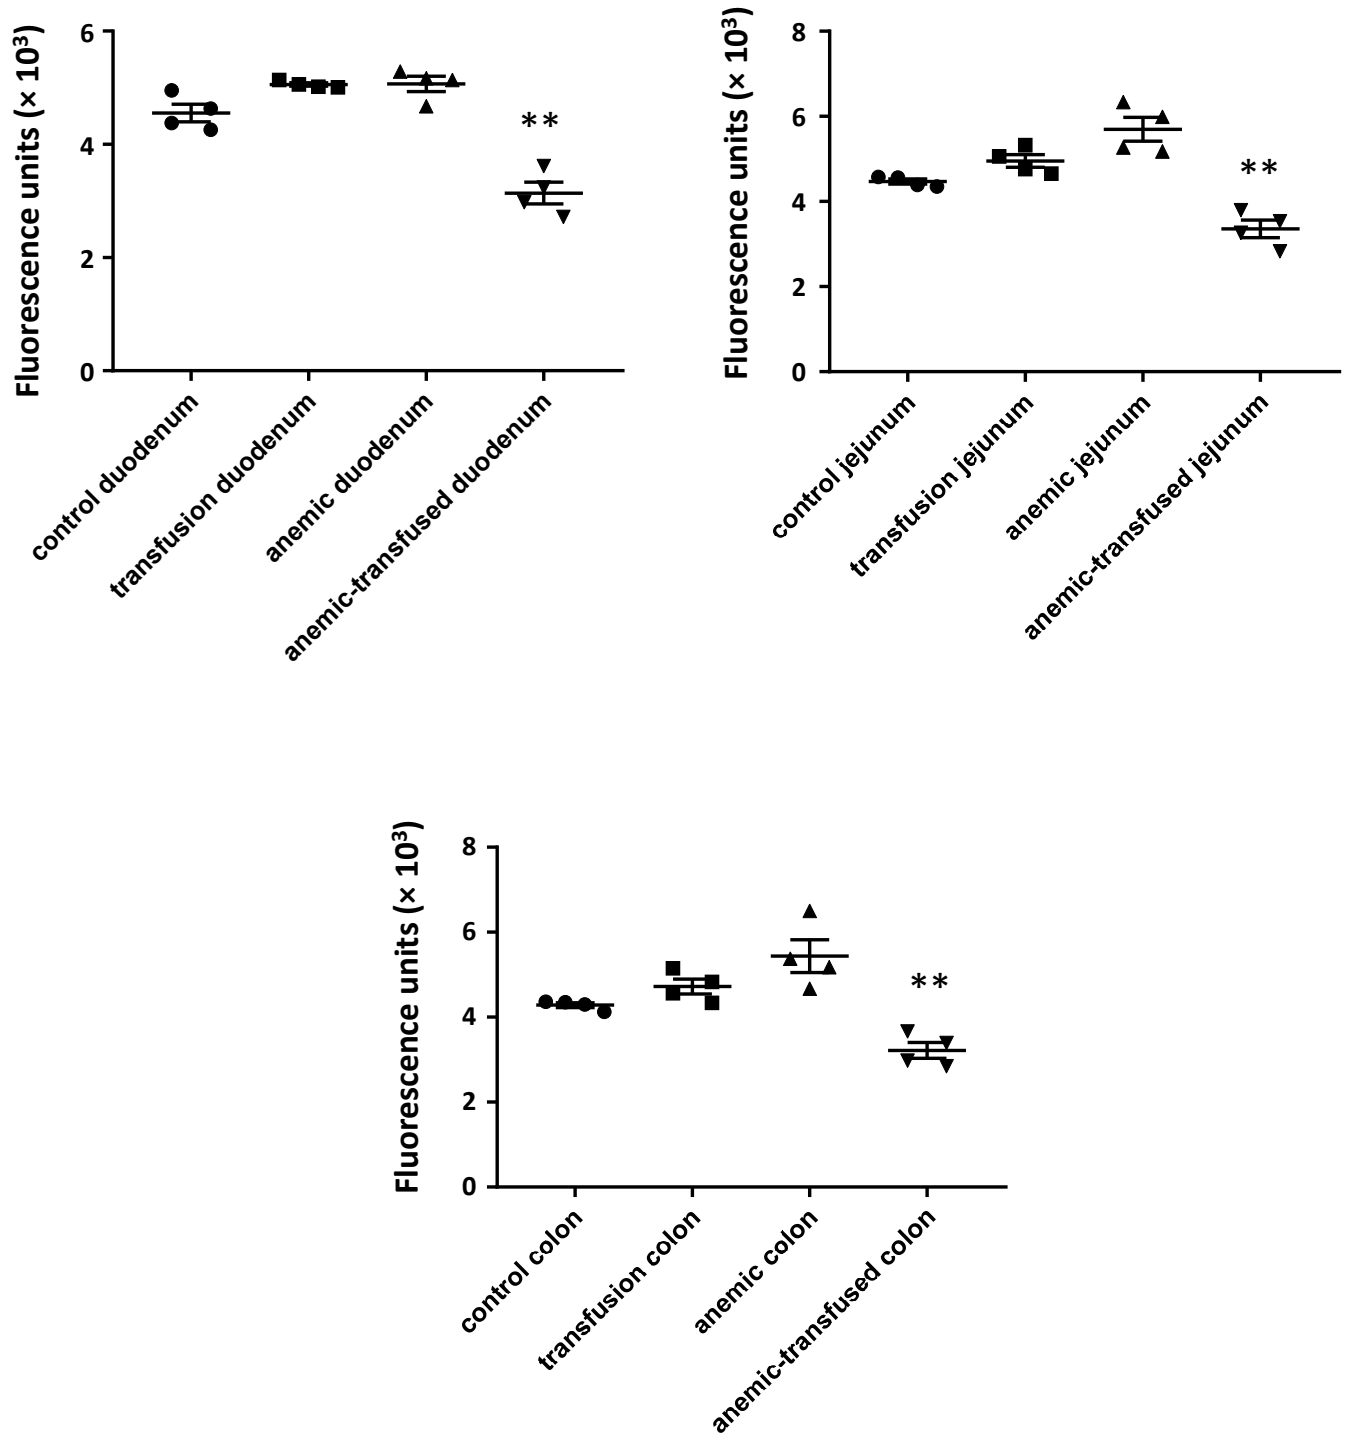 Fluorescence units (× 10³)
6
4
2
0
**
control duodenum
transfusion duodenum
anemic duodenum
anemic-transfused duodenum
Fluorescence units (× 10³)
8
6
4
2
0
**
control jejunum
transfusion jejunum
anemic jejunum
anemic-transfused jejunum
Fluorescence units (× 10³)
8
6
4
2
0
**
control colon
transfusion colon
anemic colon
anemic-transfused colon